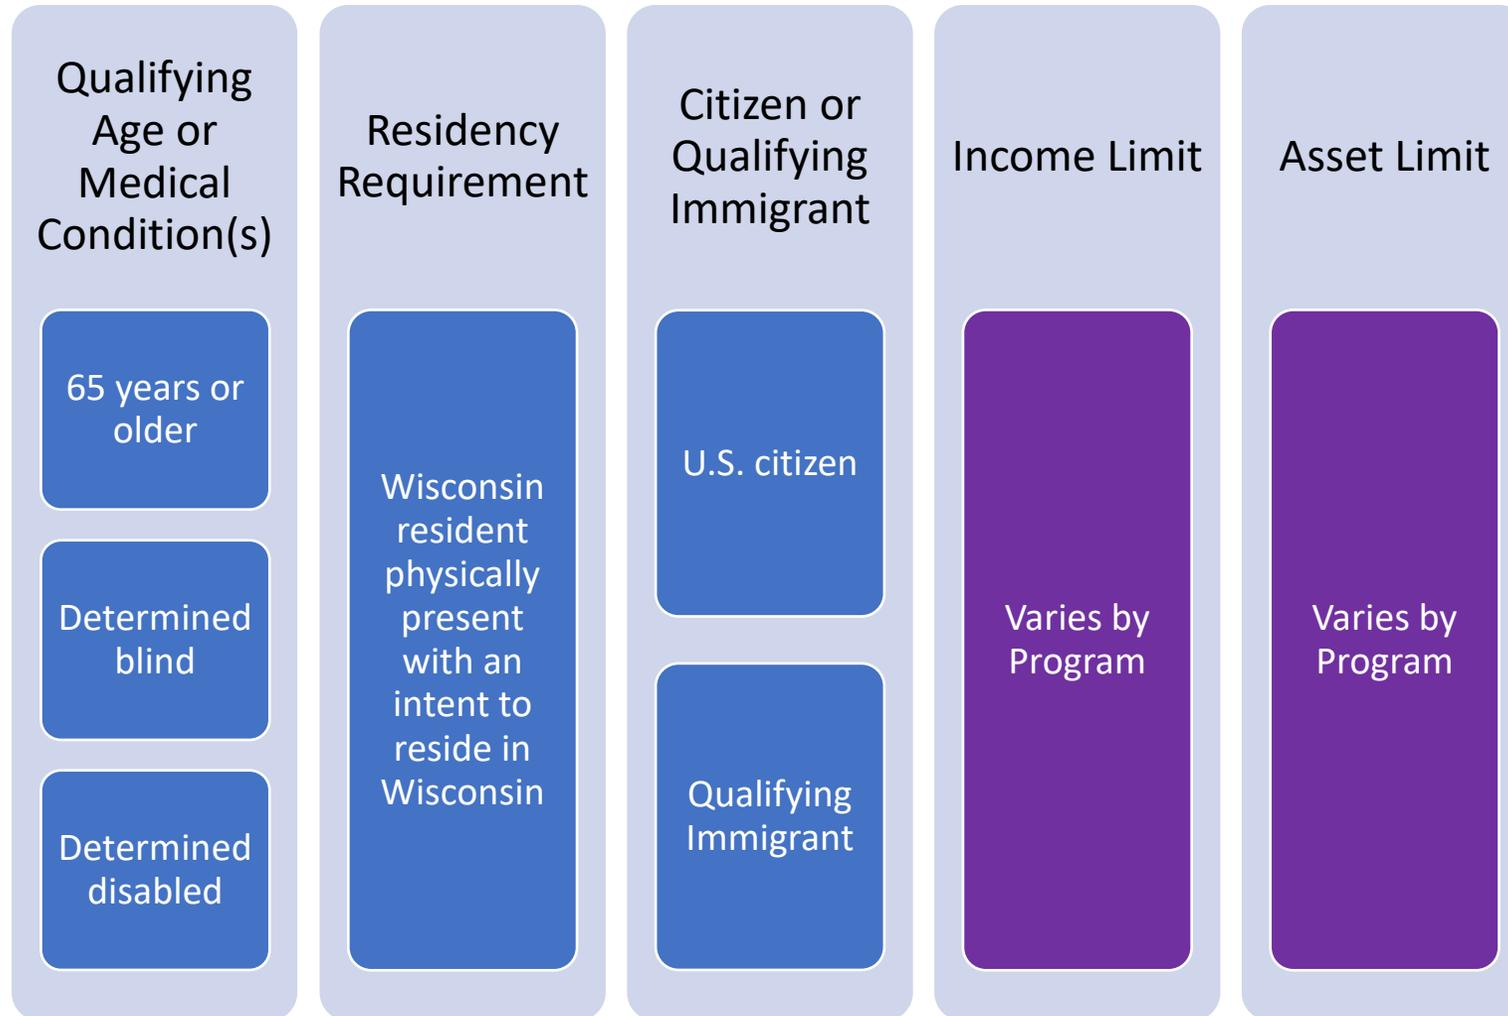 Qualifying
Age or
Medical
Condition(s)
65 years or
older
Determined
blind
Determined
disabled
Residency
Requirement
Wisconsin
resident
physically
present
with an
intent to
reside in
Wisconsin
Citizen or
Qualifying
Immigrant
U.S. citizen
Qualifying
Immigrant
Income Limit
Varies by
Program
Asset Limit
Varies by
Program